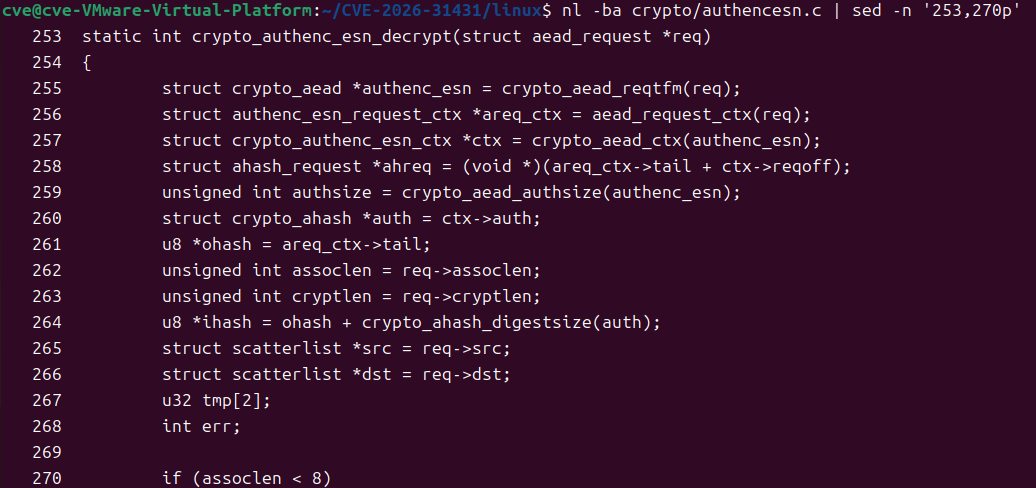 cve@cve-VMware-Virtual-Platform:~/CVE-2026-31431/linux$ nl -ba crypto/authencesn.c | sed -n '253,270p'
   253  static int crypto_authenc_esn_decrypt(struct aead_request *req)
   254  {
   255          struct crypto_aead *authenc_esn = crypto_aead_reqtfm(req);
   256          struct authenc_esn_request_ctx *areq_ctx = aead_request_ctx(req);
   257          struct crypto_authenc_esn_ctx *ctx = crypto_aead_ctx(authenc_esn);
   258          struct ahash_request *ahreq = (void *)(areq_ctx->tail + ctx->reqoff);
   259          unsigned int authsize = crypto_aead_authsize(authenc_esn);
   260          struct crypto_ahash *auth = ctx->auth;
   261          u8 *ohash = areq_ctx->tail;
   262          unsigned int assoclen = req->assoclen;
   263          unsigned int cryptlen = req->cryptlen;
   264          u8 *ihash = ohash + crypto_ahash_digestsize(auth);
   265          struct scatterlist *src = req->src;
   266          struct scatterlist *dst = req->dst;
   267          u32 tmp[2];
   268          int err;
   269
   270          if (assoclen < 8)